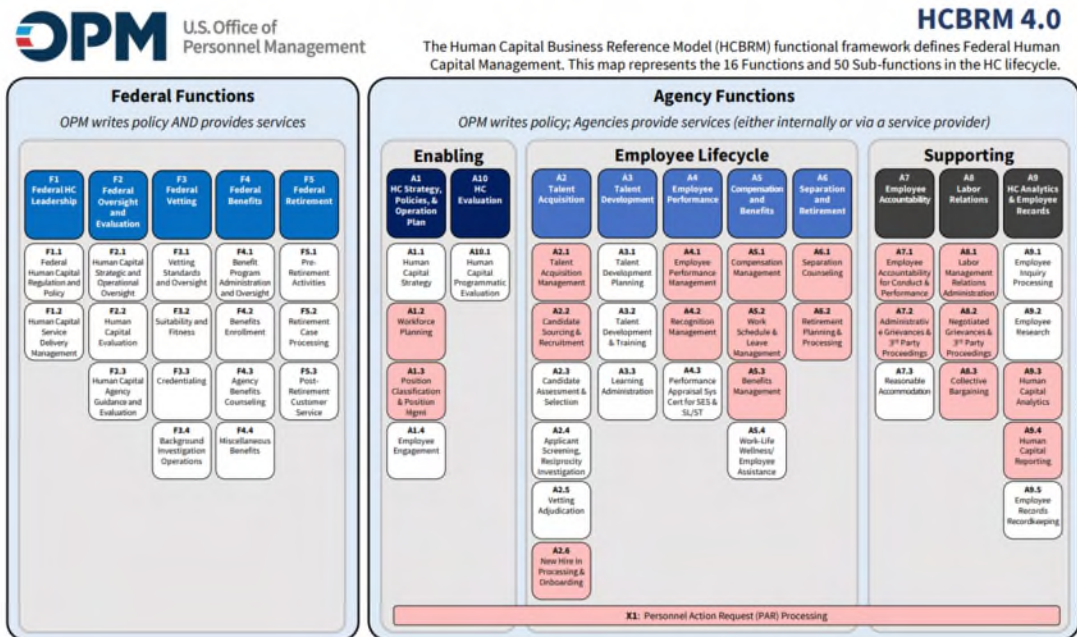 OPM
U.S. Office of
Personnel Management
HCBRM 4.0
The Human Capital Business Reference Model (HCBRM) functional framework defines Federal Human
Capital Management. This map represents the 16 Functions and 50 Sub-functions in the HC lifecycle.
Federal Functions
OPM writes policy AND provides services
F1
Federal HC
Leadership
F1.1
Federal
Human Capital
Regulation and
Policy
F1.2
Human Capital
Service
Delivery
Management
F2
Federal
Oversight
and
Evaluation
F2.1
Human Capital
Strategic and
Operational
Oversight
F2.2
Human
Capital
Evaluation
F2.3
Human Capital
Agency
Guidance and
Evaluation
F3
Federal
Vetting
F3.1
Vetting
Standards
and Oversight
F3.2
Suitability and
Fitness
F3.3
Credentialing
F3.4
Background
Investigation
Operations
F4
Federal
Benefits
F4.1
Benefit
Program
Administration
and Oversight
F4.2
Benefits
Enrollment
F4.3
Agency
Benefits
Counseling
F4.4
Miscellaneous
Benefits
F5
Federal
Retirement
F5.1
Pre-
Retirement
Activities
F5.2
Retirement
Case
Processing
F5.3
Post-
Retirement
Customer
Service
Agency Functions
OPM writes policy; Agencies provide services (either internally or via a service provider)
Enabling
A1
HC Strategy,
Policies, &
Operation
Plan
A1.1
Human
Capital
Strategy
A1.2
Workforce
Planning
A1.3
Position
Classification
& Position
Mgmt
A1.4
Employee
Engagement
A10
HC
Evaluation
A10.1
Human
Capital
Programmatic
Evaluation
Employee Lifecycle
A2
Talent
Acquisition
A2.1
Talent
Acquisition
Management
A2.2
Candidate
Sourcing &
Recruitment
A2.3
Candidate
Assessment &
Selection
A2.4
Applicant
Screening,
Reciprocity
Investigation
A2.5
Vetting
Adjudication
A2.6
New Hire In
Processing &
Onboarding
A3
Talent
Development
A3.1
Talent
Development
Planning
A3.2
Talent
Development
& Training
A3.3
Learning
Administration
A4
Employee
Performance
A4.1
Employee
Performance
Management
A4.2
Recognition
Management
A4.3
Performance
Appraisal Sys
Cert for SES &
SL/ST
A5
Compensation
and
Benefits
A5.1
Compensation
Management
A5.2
Work
Schedule &
Leave
Management
A5.3
Benefits
Management
A5.4
Work-Life
Wellness/
Employee
Assistance
A6
Separation
and
Retirement
A6.1
Separation
Counseling
A6.2
Retirement
Planning &
Processing
Supporting
A7
Employee
Accountability
A7.1
Employee
Accountability
for Conduct &
Performance
A7.2
Administrativ
e Grievances &
3rd Party
Proceedings
A7.3
Reasonable
Accommodation
A8
Labor
Relations
A8.1
Labor
Management
Relations
Administration
A8.2
Negotiated
Grievances &
3rd Party
Proceedings
A8.3
Collective
Bargaining
A9
HC Analytics
& Employee
Records
A9.1
Employee
Inquiry
Processing
A9.2
Employee
Research
A9.3
Human
Capital
Analytics
A9.4
Human
Capital
Reporting
A9.5
Employee
Records
Recordkeeping
X1: Personnel Action Request (PAR) Processing